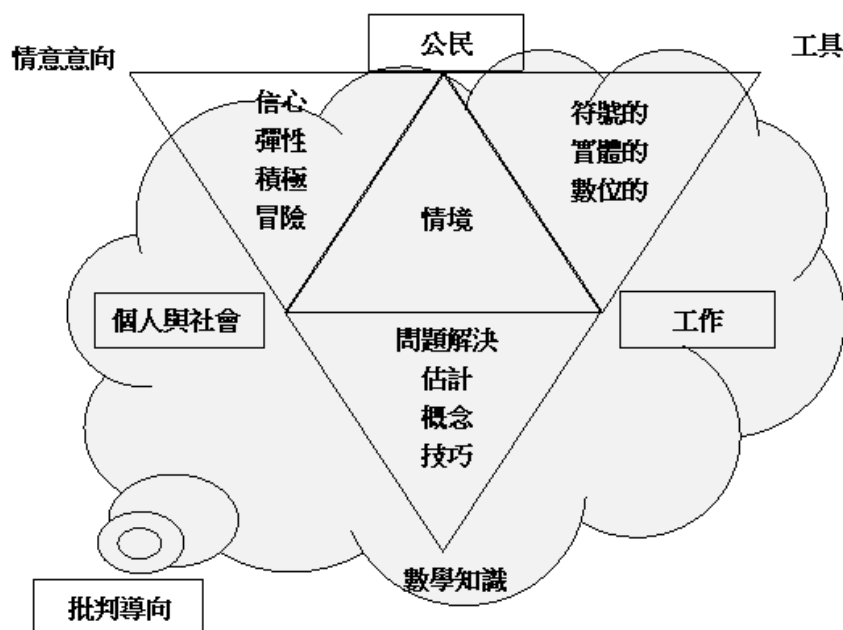 公民
情意意向
工具
信心
彈性
積極
冒險
符號的
實體的
數位的
情境
個人與社會
工作
問題解決
估計
概念
技巧
數學知識
批判導向